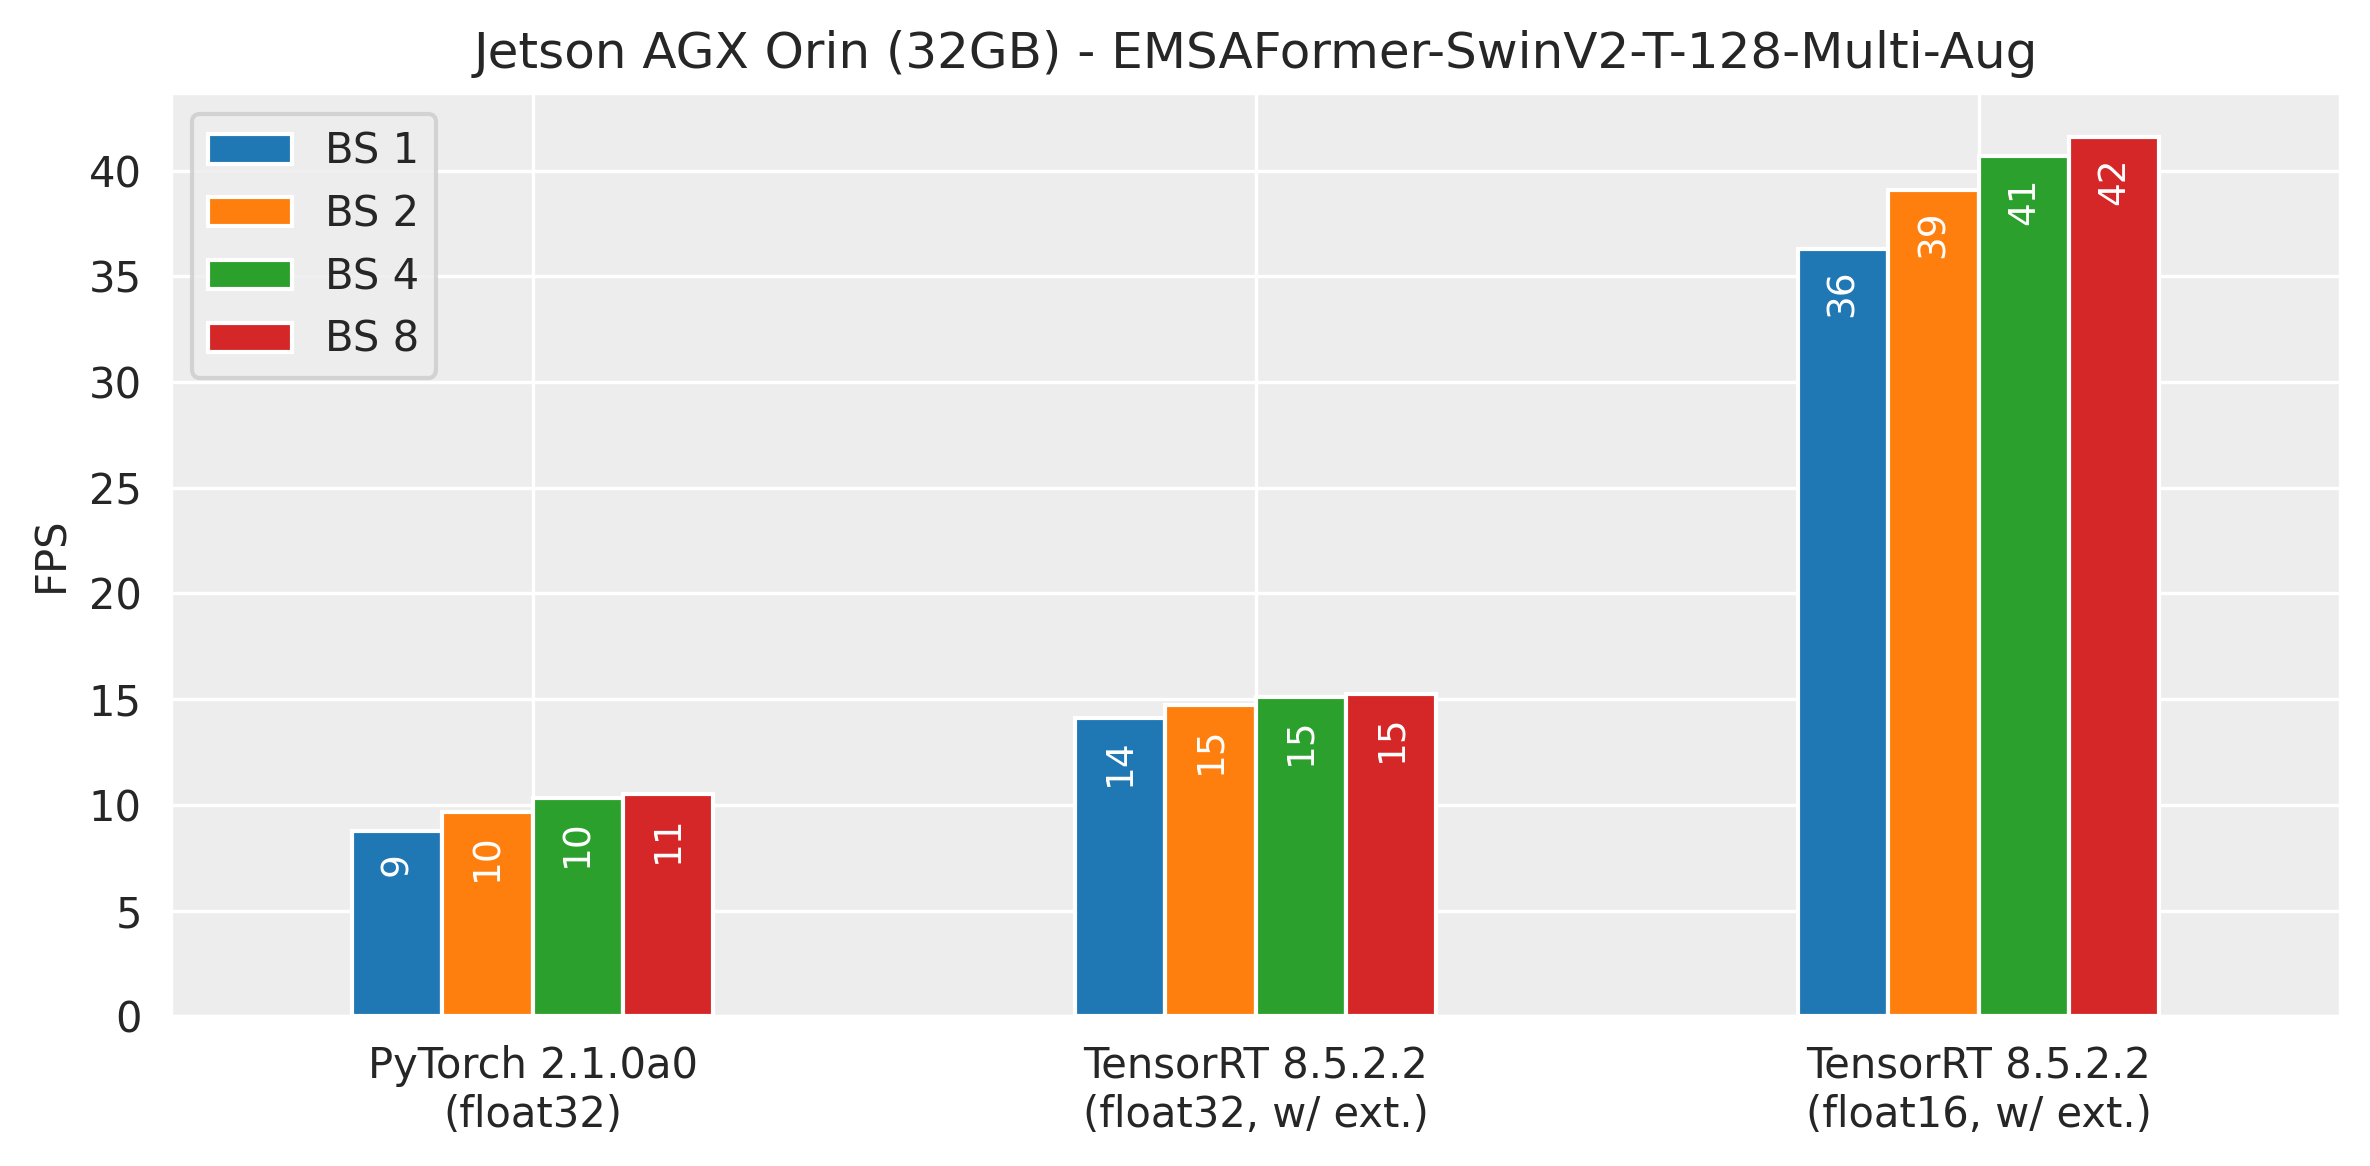 Jetson AGX Orin (32GB) - EMSAFormer-SwinV2-T-128-Multi-Aug
BS 1
BS 2
BS 4
BS 8
FPS
40
35
30
25
20
15
10
5
0
9
10
10
11
14
15
15
15
36
39
41
42
PyTorch 2.1.0a0
(float32)
TensorRT 8.5.2.2
(float32, w/ ext.)
TensorRT 8.5.2.2
(float16, w/ ext.)